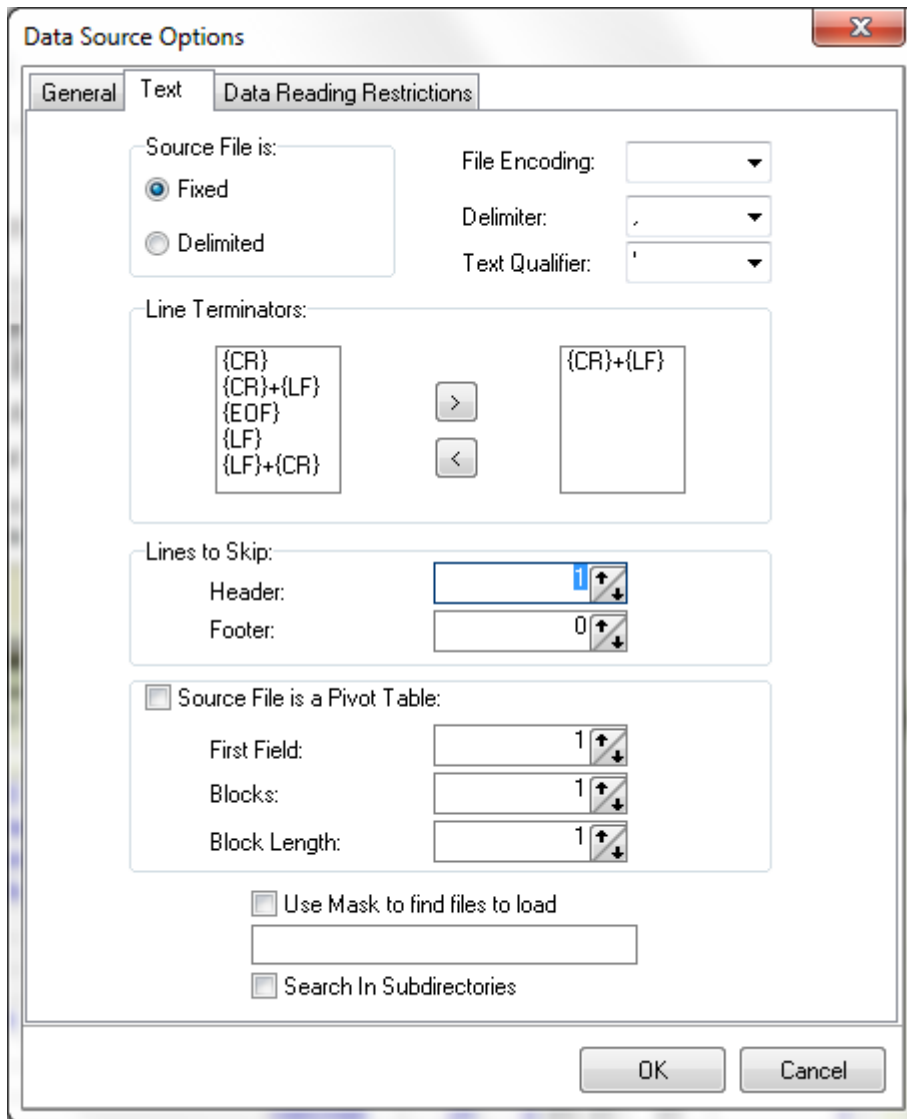 Data Source Options
General Text Data Reading Restrictions
Source File is:
Fixed
Delimited
File Encoding:
Delimiter: ,
Text Qualifier: '
Line Terminators:
{CR}
{CR}+{LF}
{EOF}
{LF}
{LF}+{CR}
>
<
{CR}+{LF}
Lines to Skip:
Header: 1
Footer: 0
Source File is a Pivot Table:
First Field: 1
Blocks: 1
Block Length: 1
Use Mask to find files to load
Search In Subdirectories
OK Cancel